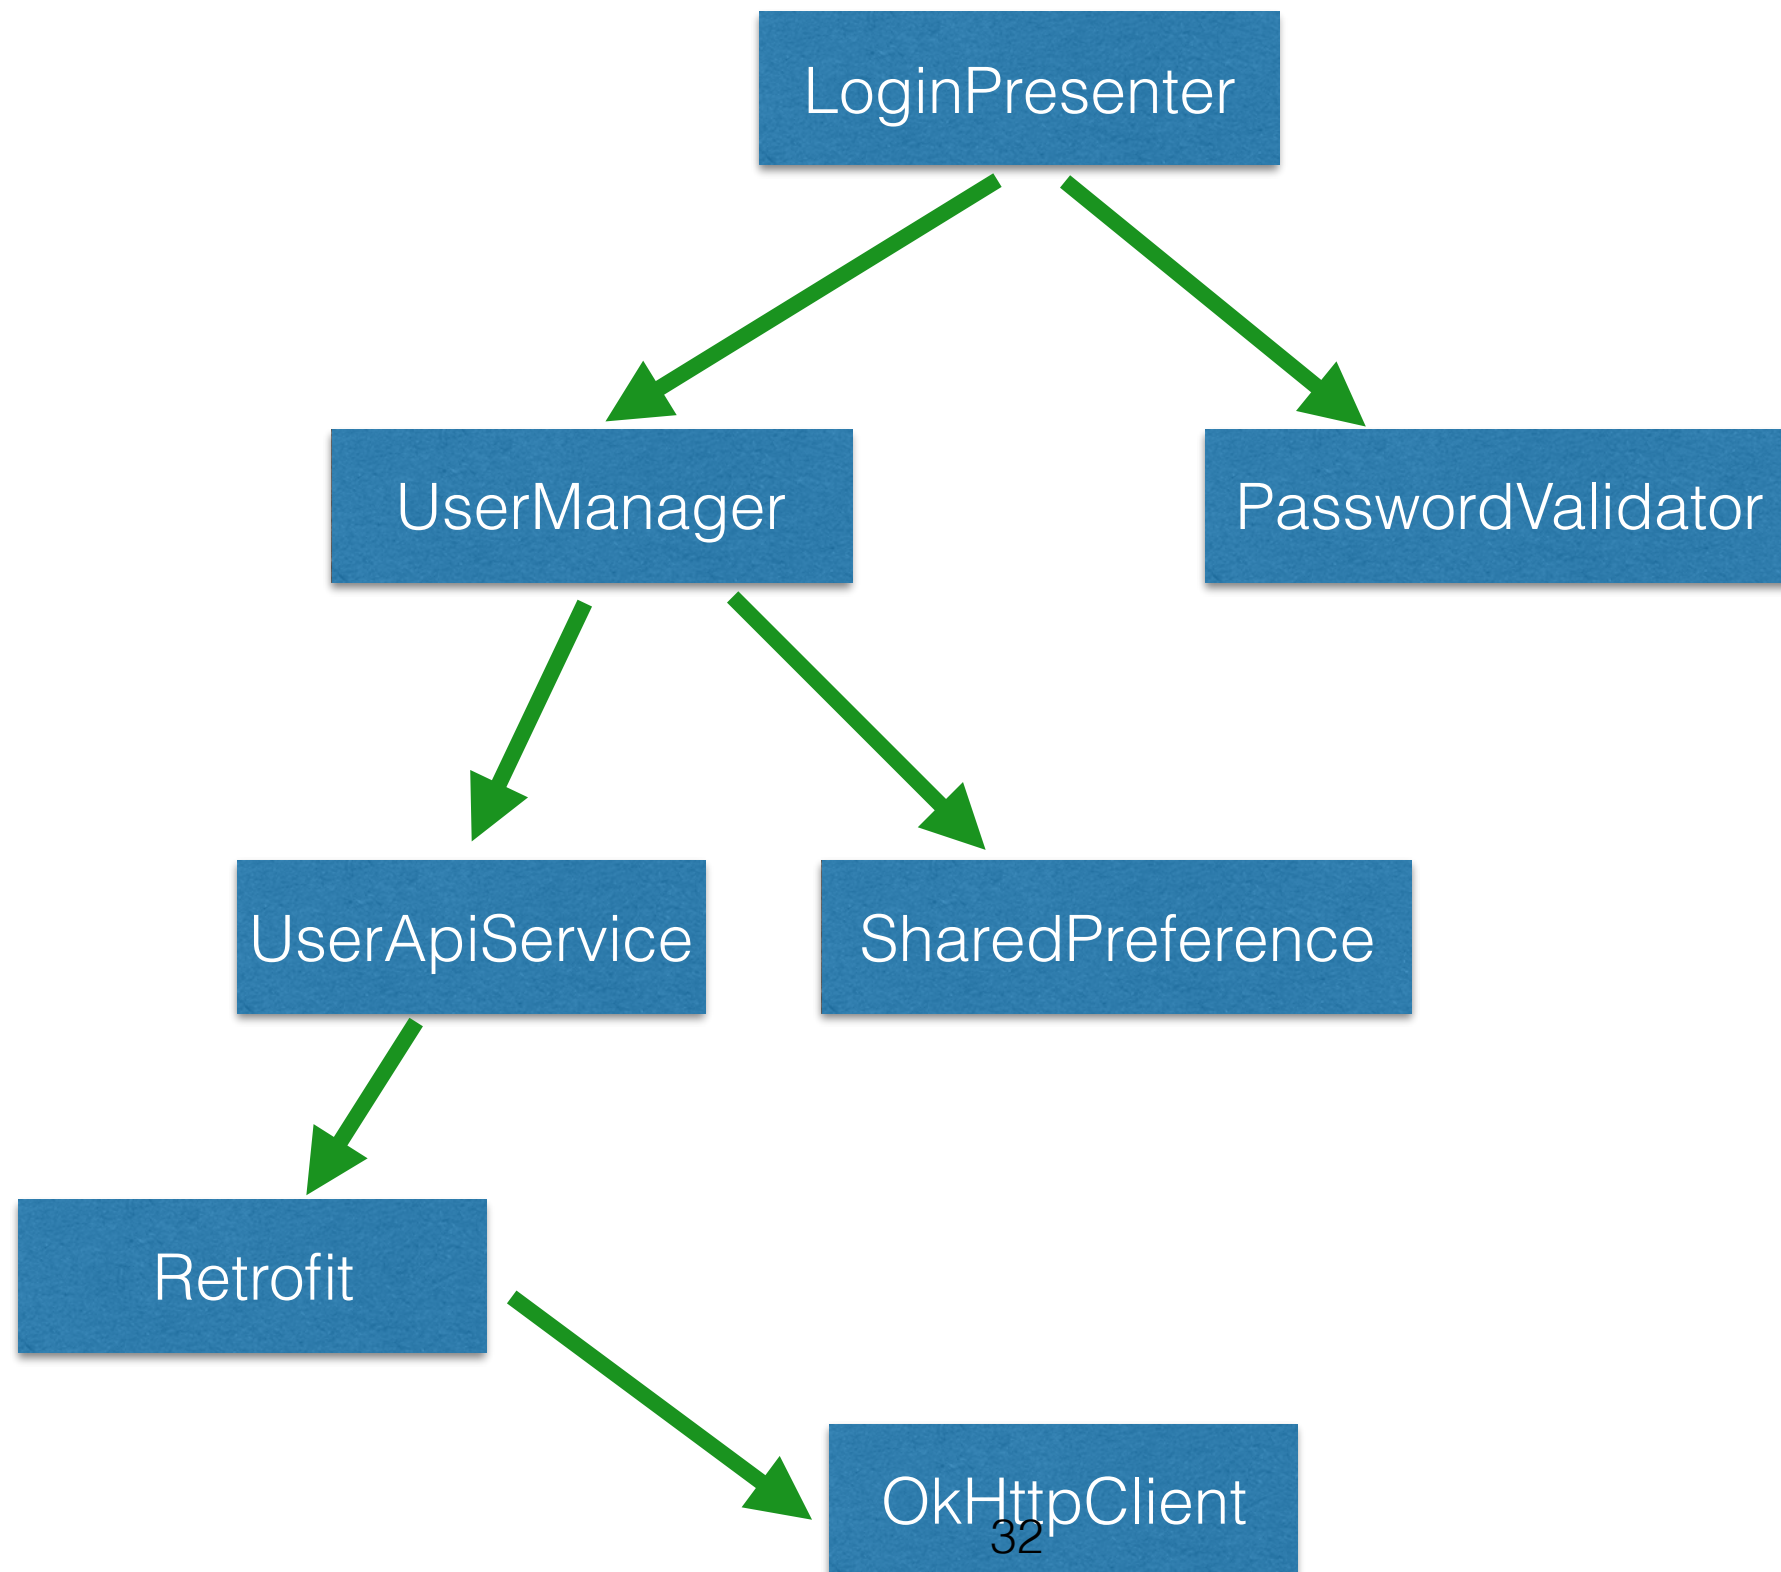 LoginPresenter
UserManager
PasswordValidator
UserApiService
SharedPreference
Retrofit
OkHttpClient
32